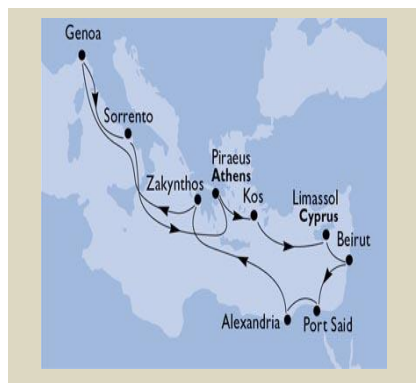 Genoa
Sorrento
Piraeus
Athens
Zakynthos
Kos
Limassol
Cyprus
Beirut
Alexandria
Port Said